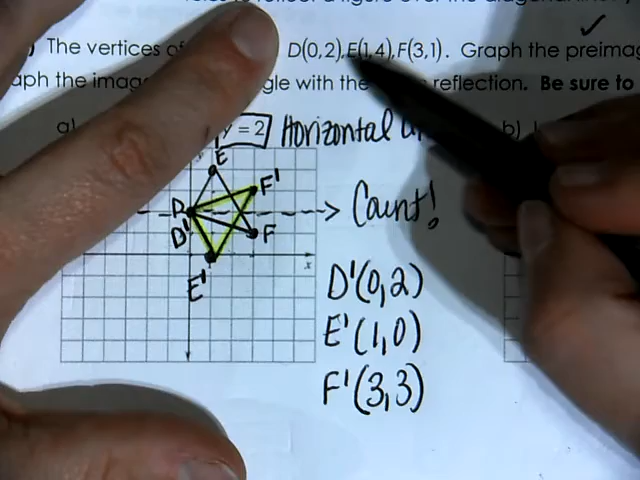 The vertices of D(0,2),E(1,4),F(3,1). Graph the preimag
aph the imag gle with the reflection. Be sure to
a) y = 2 Horizontal b)
E F'
D Count!
D' F
x
E'
D'(0,2)
E'(1,0)
F'(3,3)